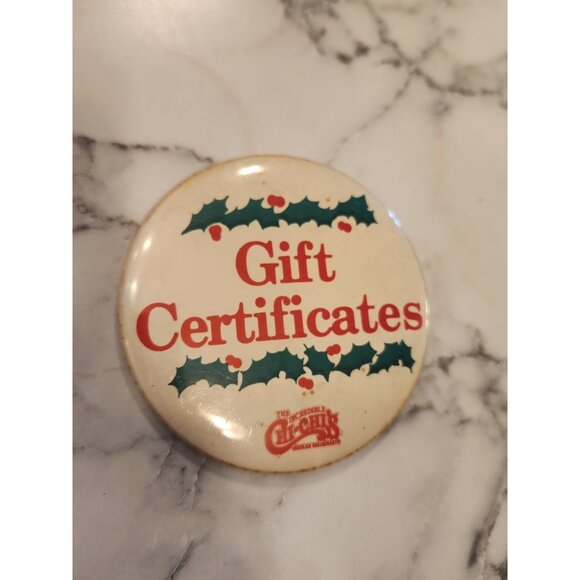 Gift
Certificates
THE
INCREDIBLE
CHI-CHI'S